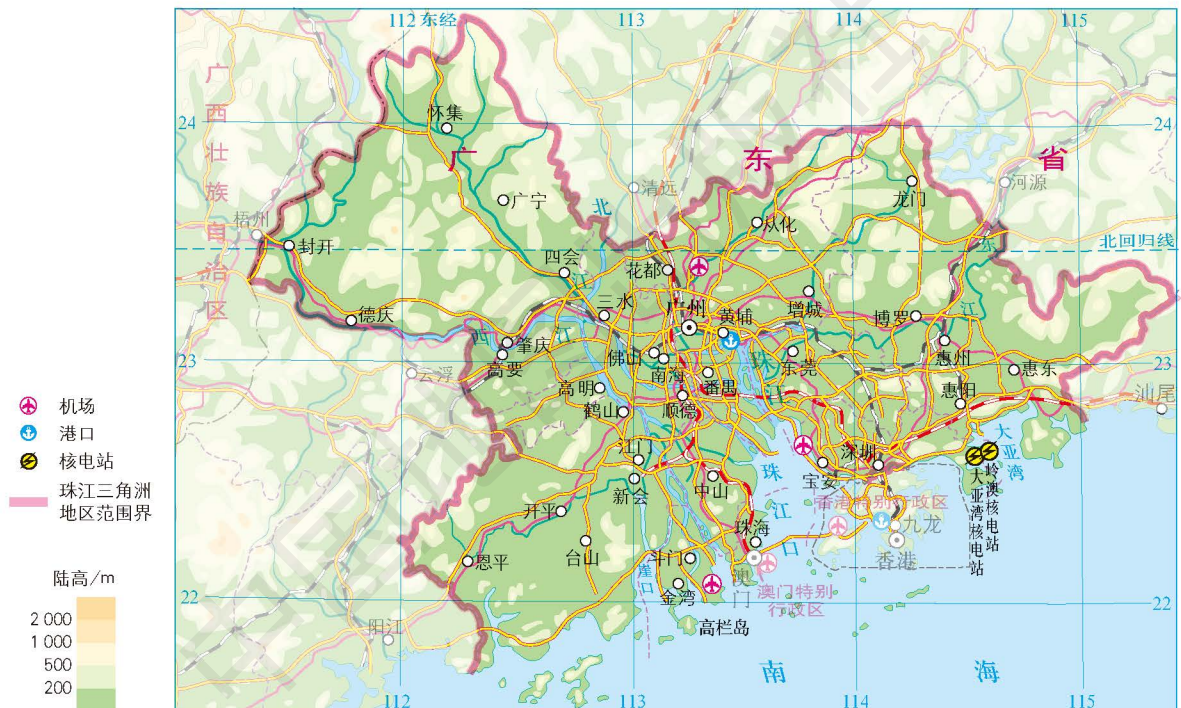 112 东经
113
114
115
广西壮族自治区
怀集
24
24
广
东
省
广宁
北
清远
河源
龙门
从化
梧州
封开
北回归线
东
四会
花都
江
三水
广州
黄埔
增城
博罗
江
德庆
西
江
肇庆
高要
佛山
南海
番禺
珠江
东莞
惠州
惠东
23
23
云浮
高明
鹤山
顺德
惠阳
汕尾
机场
港口
核电站
珠江三角洲
地区范围界
江门
新会
中山
珠江口
宝安
深圳
大亚湾
岭澳核电站
大亚湾核电站
香港特别行政区
九龙
香港
开平
台山
恩平
斗门
珠海
澳门
澳门特别
行政区
崖口
金湾
高栏岛
22
22
阳江
陆高/m
2 000
1 000
500
200
南海
112
113
114
115